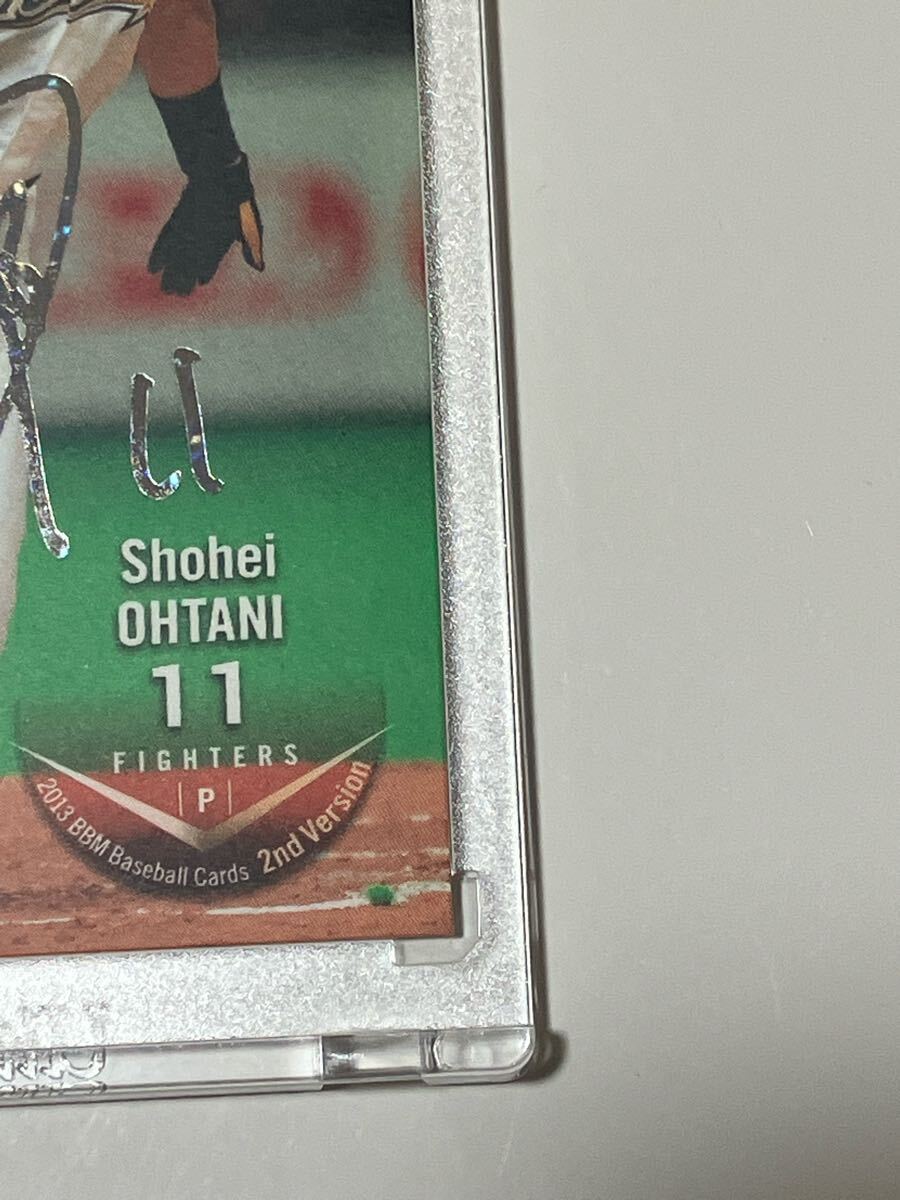 Shohei
OHTANI
11
FIGHTERS
P
2013 BBM Baseball Cards 2nd Version